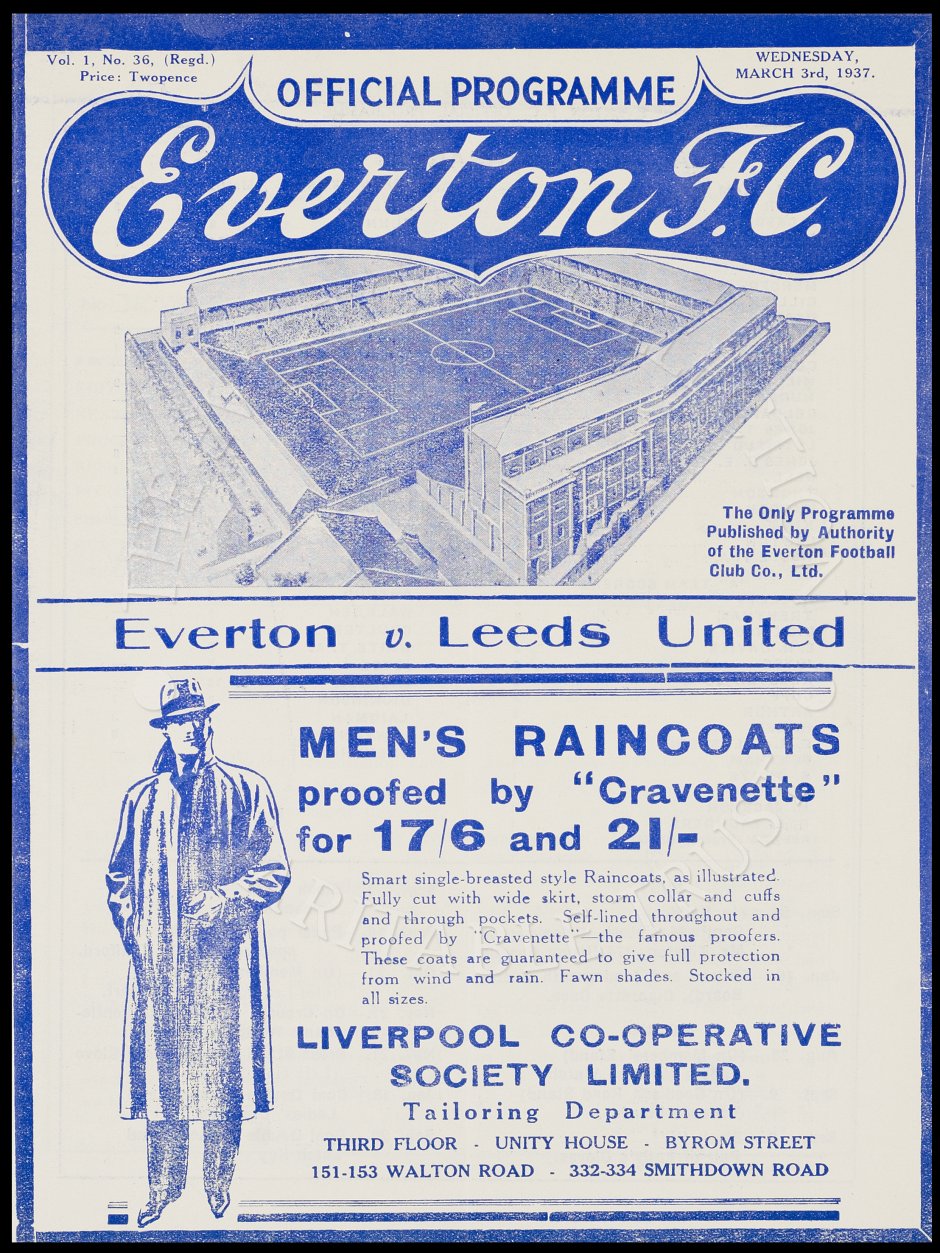 Vol. 1, No. 36, (Regd.)
Price: Twopence
WEDNESDAY,
MARCH 3rd, 1937.
OFFICIAL PROGRAMME
Everton F.C.
The Only Programme
Published by Authority
of the Everton Football
Club Co., Ltd.
Everton v. Leeds United
MEN'S RAINCOATS
proofed by "Cravenette"
for 17/6 and 21/-
Smart single-breasted style Raincoats, as illustrated.
Fully cut with wide skirt, storm collar and cuffs
and through pockets. Self-lined throughout and
proofed by "Cravenette"—the famous proofers.
These coats are guaranteed to give full protection
from wind and rain. Fawn shades. Stocked in
all sizes.
LIVERPOOL CO-OPERATIVE
SOCIETY LIMITED.
Tailoring Department
THIRD FLOOR - UNITY HOUSE - BYROM STREET
151-153 WALTON ROAD - 332-334 SMITHDOWN ROAD